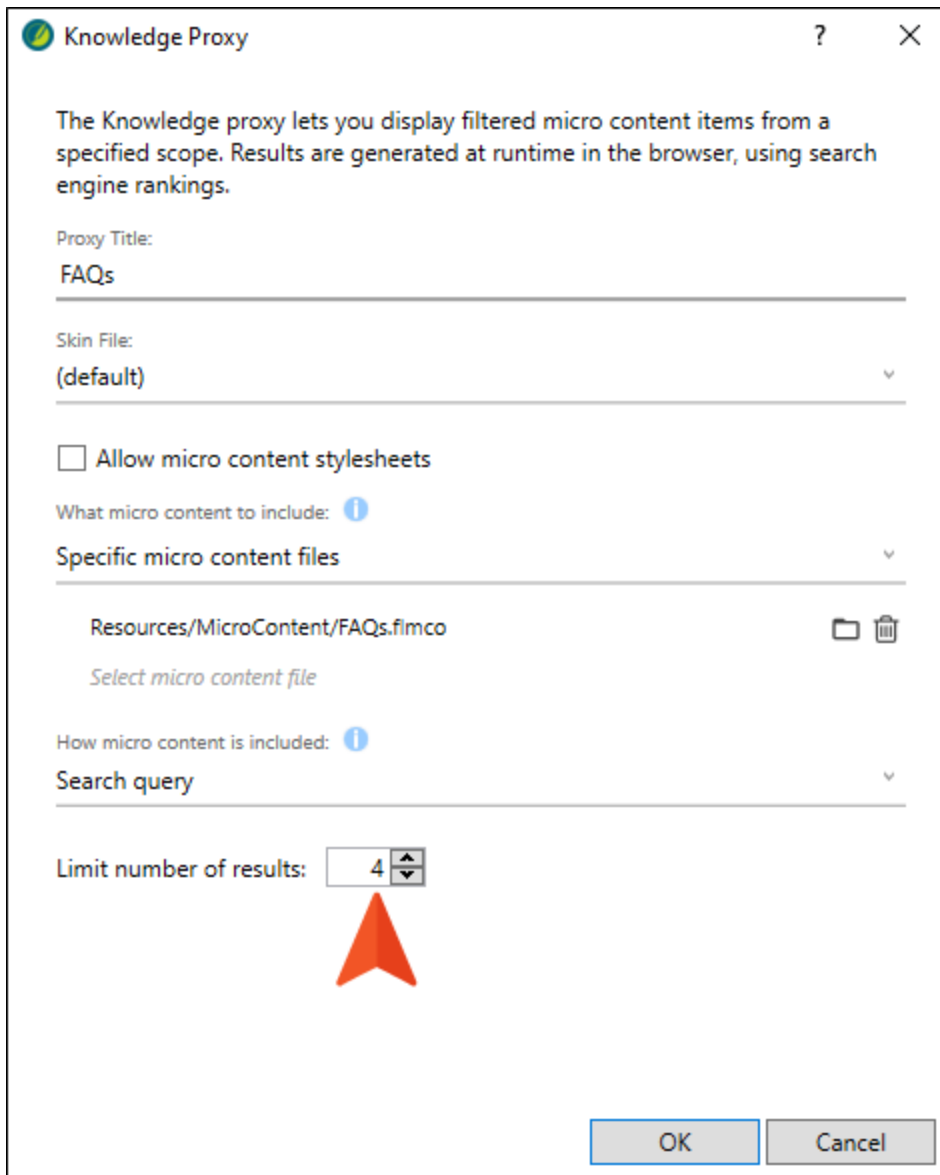 Knowledge Proxy ?
The Knowledge proxy lets you display filtered micro content items from a
specified scope. Results are generated at runtime in the browser, using search
engine rankings.
Proxy Title:
FAQs
Skin File:
(default)
Allow micro content stylesheets
What micro content to include:
Specific micro content files
Resources/MicroContent/FAQs.flmco
Select micro content file
How micro content is included:
Search query
Limit number of results: 4
OK Cancel